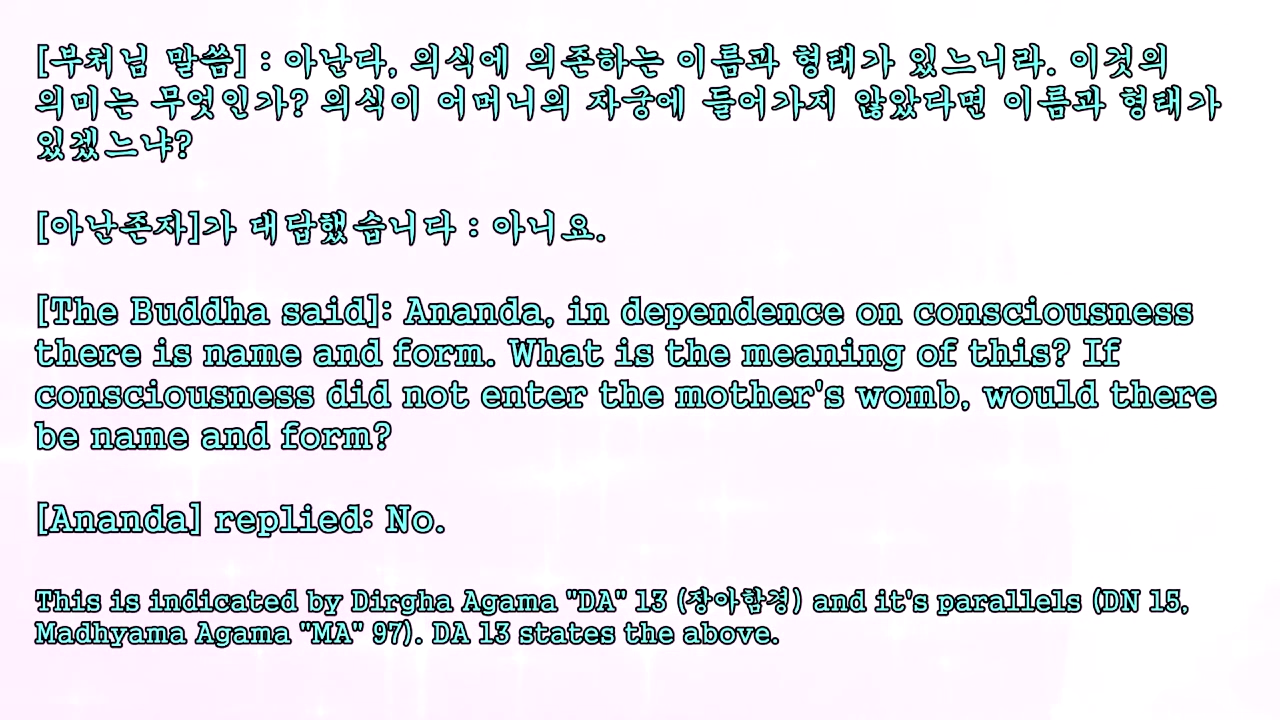 [부처님 말씀] : 아난다, 의식에 의존하는 이름과 형태가 있느니라. 이것의
의미는 무엇인가? 의식이 어머니의 자궁에 들어가지 않았다면 이름과 형태가
있겠느냐?
[아난존자]가 대답했습니다 : 아니요.
[The Buddha said]: Ananda, in dependence on consciousness
there is name and form. What is the meaning of this? If
consciousness did not enter the mother's womb, would there
be name and form?
[Ananda] replied: No.
This is indicated by Dirgha Agama "DA" 13 (장아함경) and it's parallels (DN 15,
Madhyama Agama "MA" 97). DA 13 states the above.